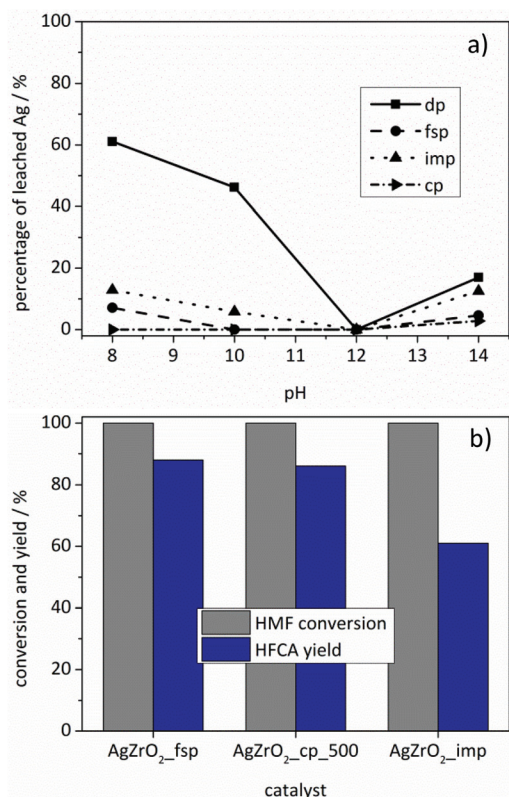 a)
100
80
60
40
20
0
percentage of leached Ag / %
dp
fsp
imp
cp
8 9 10 11 12 13 14
pH
b)
100
80
60
40
20
0
conversion and yield / %
HMF conversion
HFCA yield
AgZrO₂_fsp AgZrO₂_cp_500 AgZrO₂_imp
catalyst